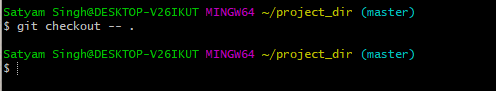 Satyam Singh@DESKTOP-V26IKUT MINGW64 ~/project_dir (master)
$ git checkout -- .
Satyam Singh@DESKTOP-V26IKUT MINGW64 ~/project_dir (master)
$